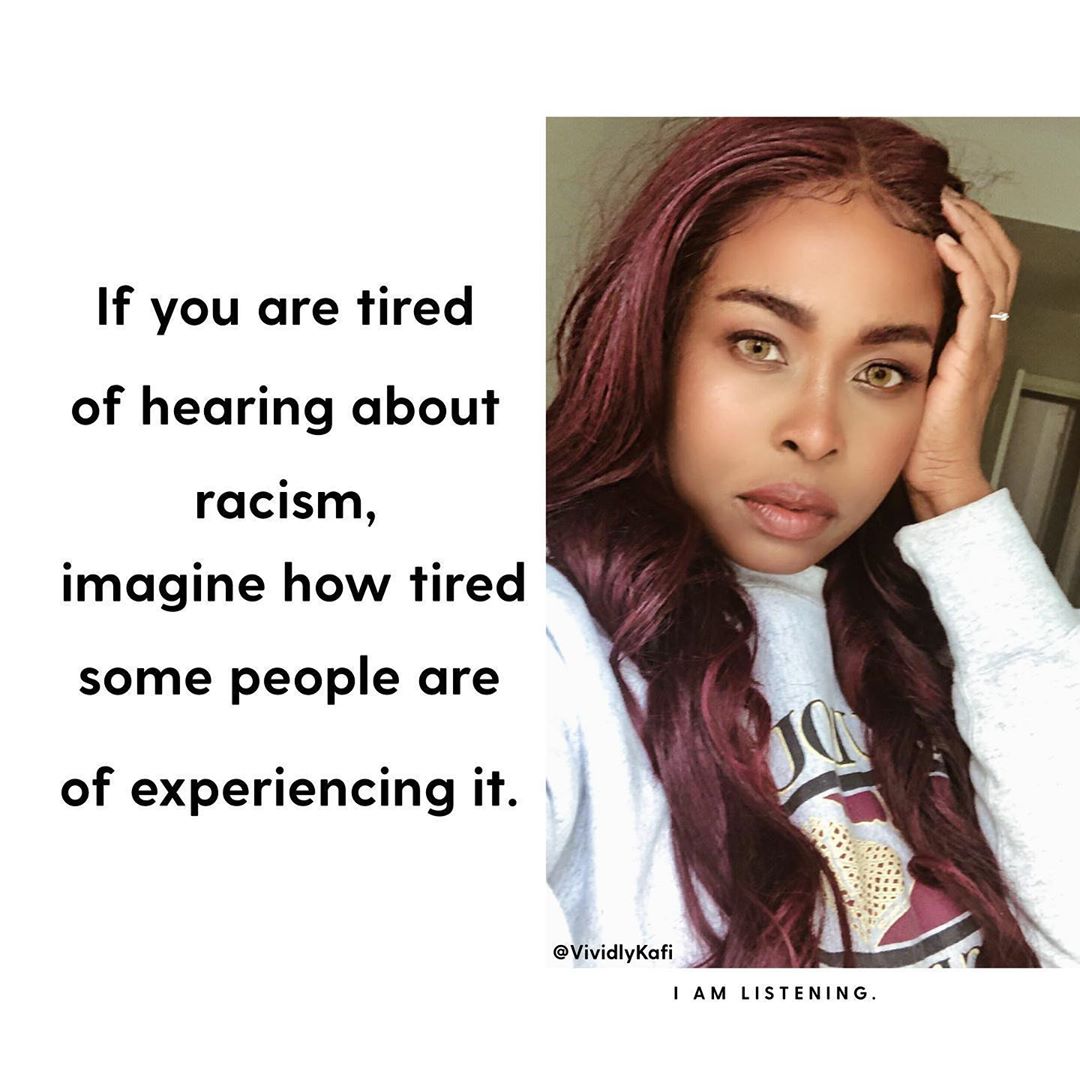 If you are tired
of hearing about
racism,
imagine how tired
some people are
of experiencing it.
@VividlyKafi
I AM LISTENING.